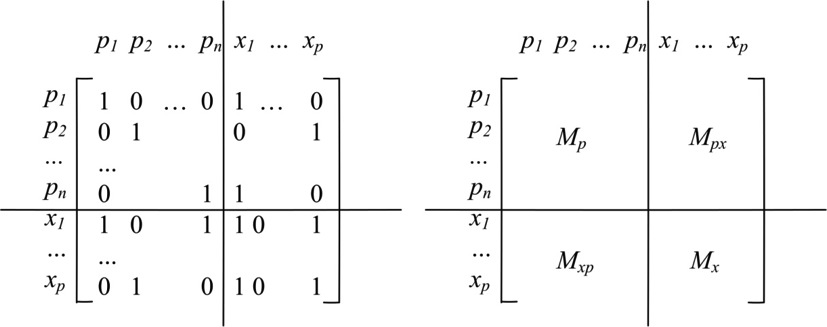 p1 p2 ... pn x1 ... xp
p1 1 0 ... 0 1 ... 0
p2 0 1 0 1
... ...
pn 0 1 1 0
x1 1 0 1 1 0 1
... ...
xp 0 1 0 1 0 1
p1 p2 ... pn x1 ... xp
p1
p2 Mp Mpx
...
pn
x1
... Mxp Mx
xp